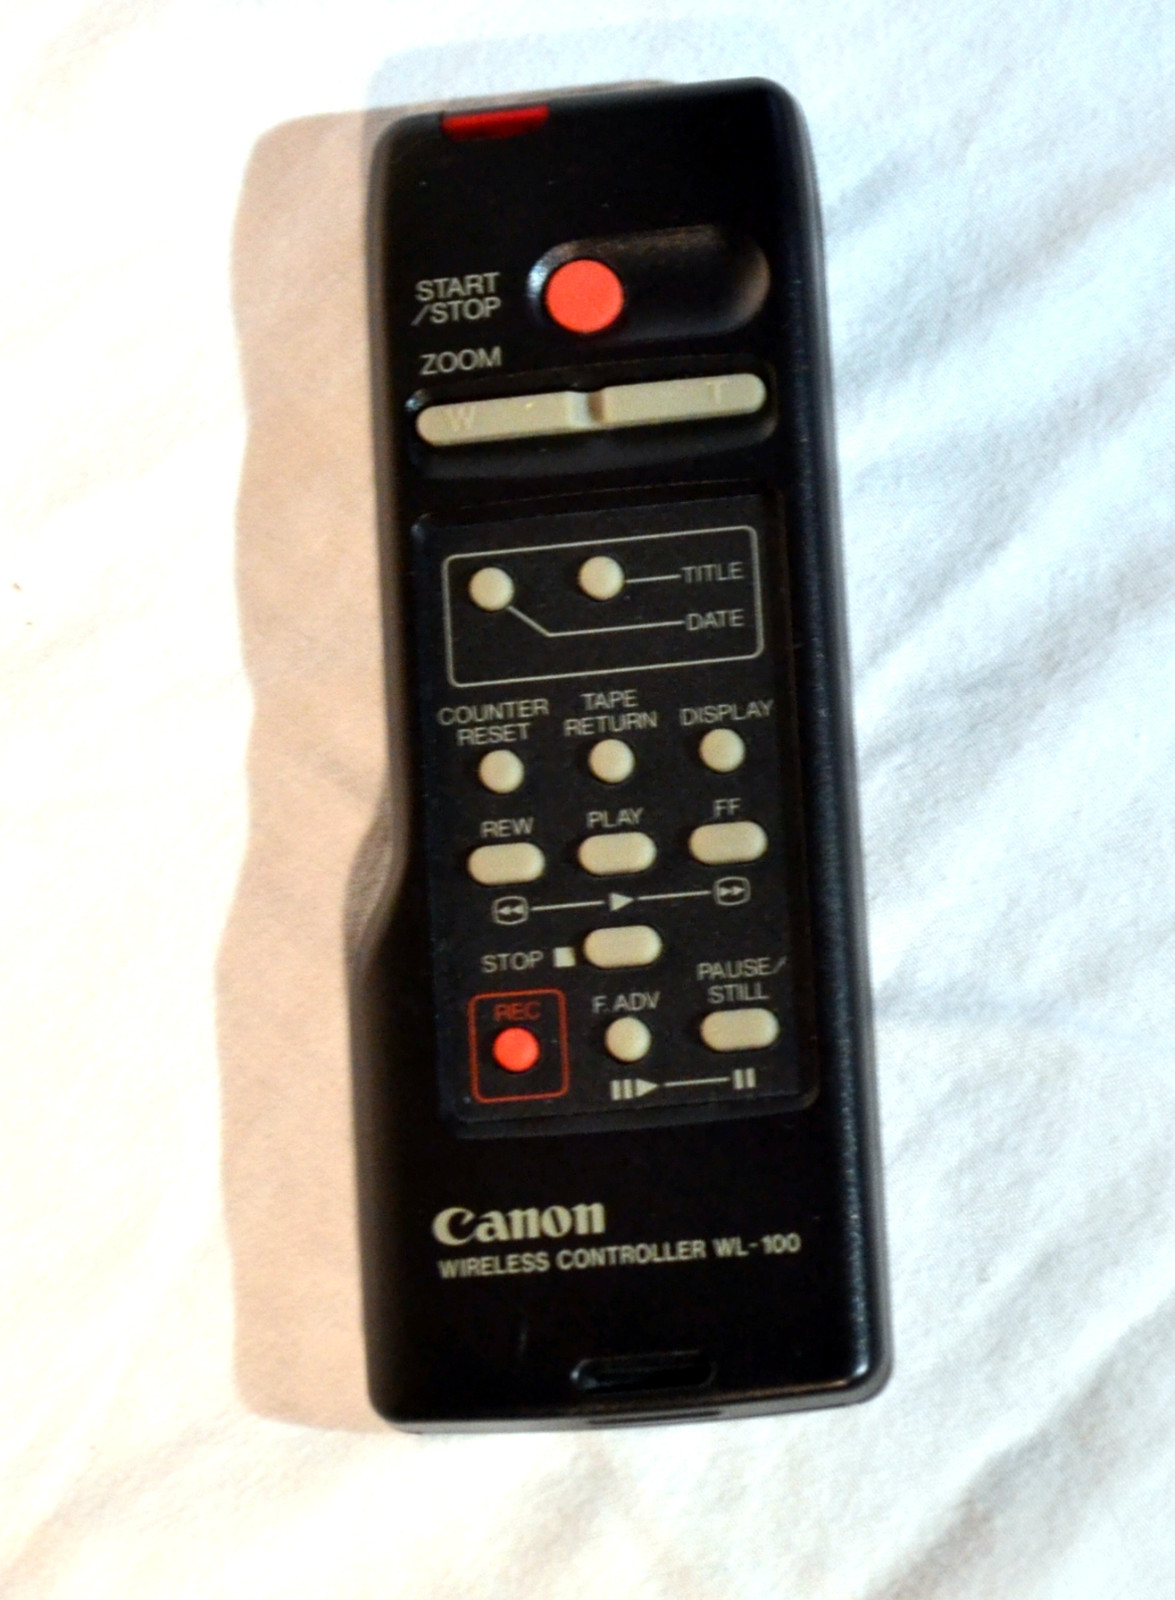 START
/STOP
ZOOM
W T
TITLE
DATE
COUNTER
RESET
TAPE
RETURN
DISPLAY
REW PLAY FF
STOP
PAUSE/
STILL
REC F. ADV
Canon
WIRELESS CONTROLLER WL-100